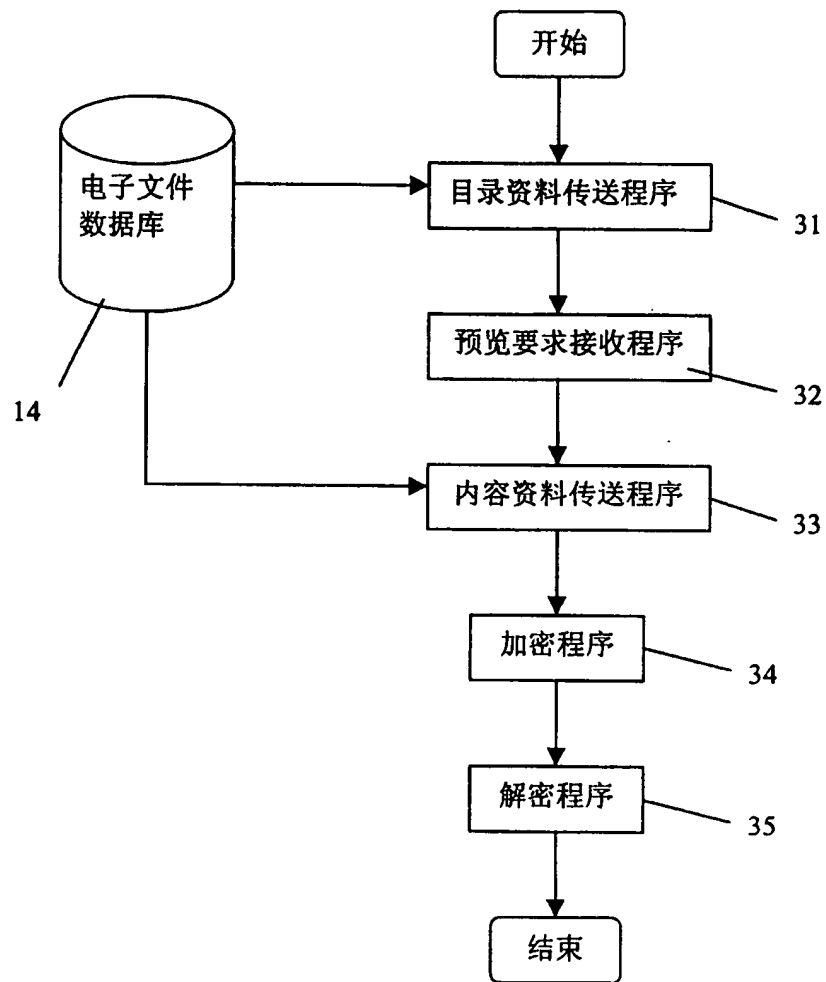 开始
电子文件
数据库
目录资料传送程序
31
预览要求接收程序
32
14
内容资料传送程序
33
加密程序
34
解密程序
35
结束